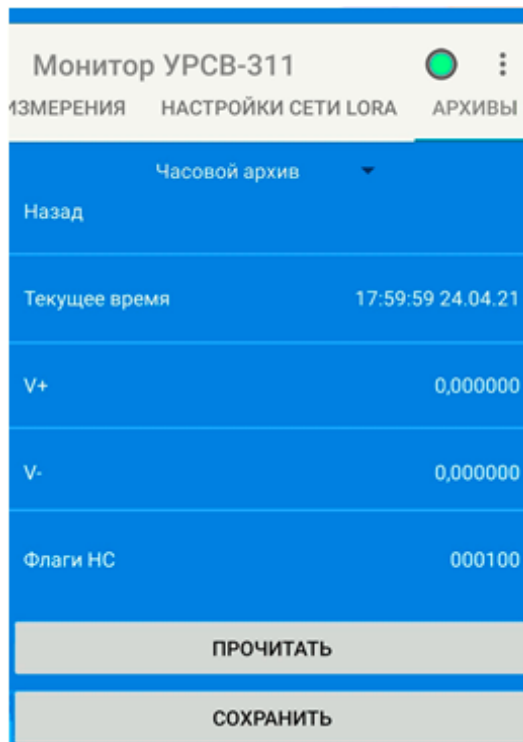 Монитор УРСВ-311
ИЗМЕРЕНИЯ НАСТРОЙКИ СЕТИ LORA АРХИВЫ
Часовой архив
Назад
Текущее время 17:59:59 24.04.21
V+ 0,000000
V- 0,000000
Флаги НС 000100
ПРОЧИТАТЬ
СОХРАНИТЬ